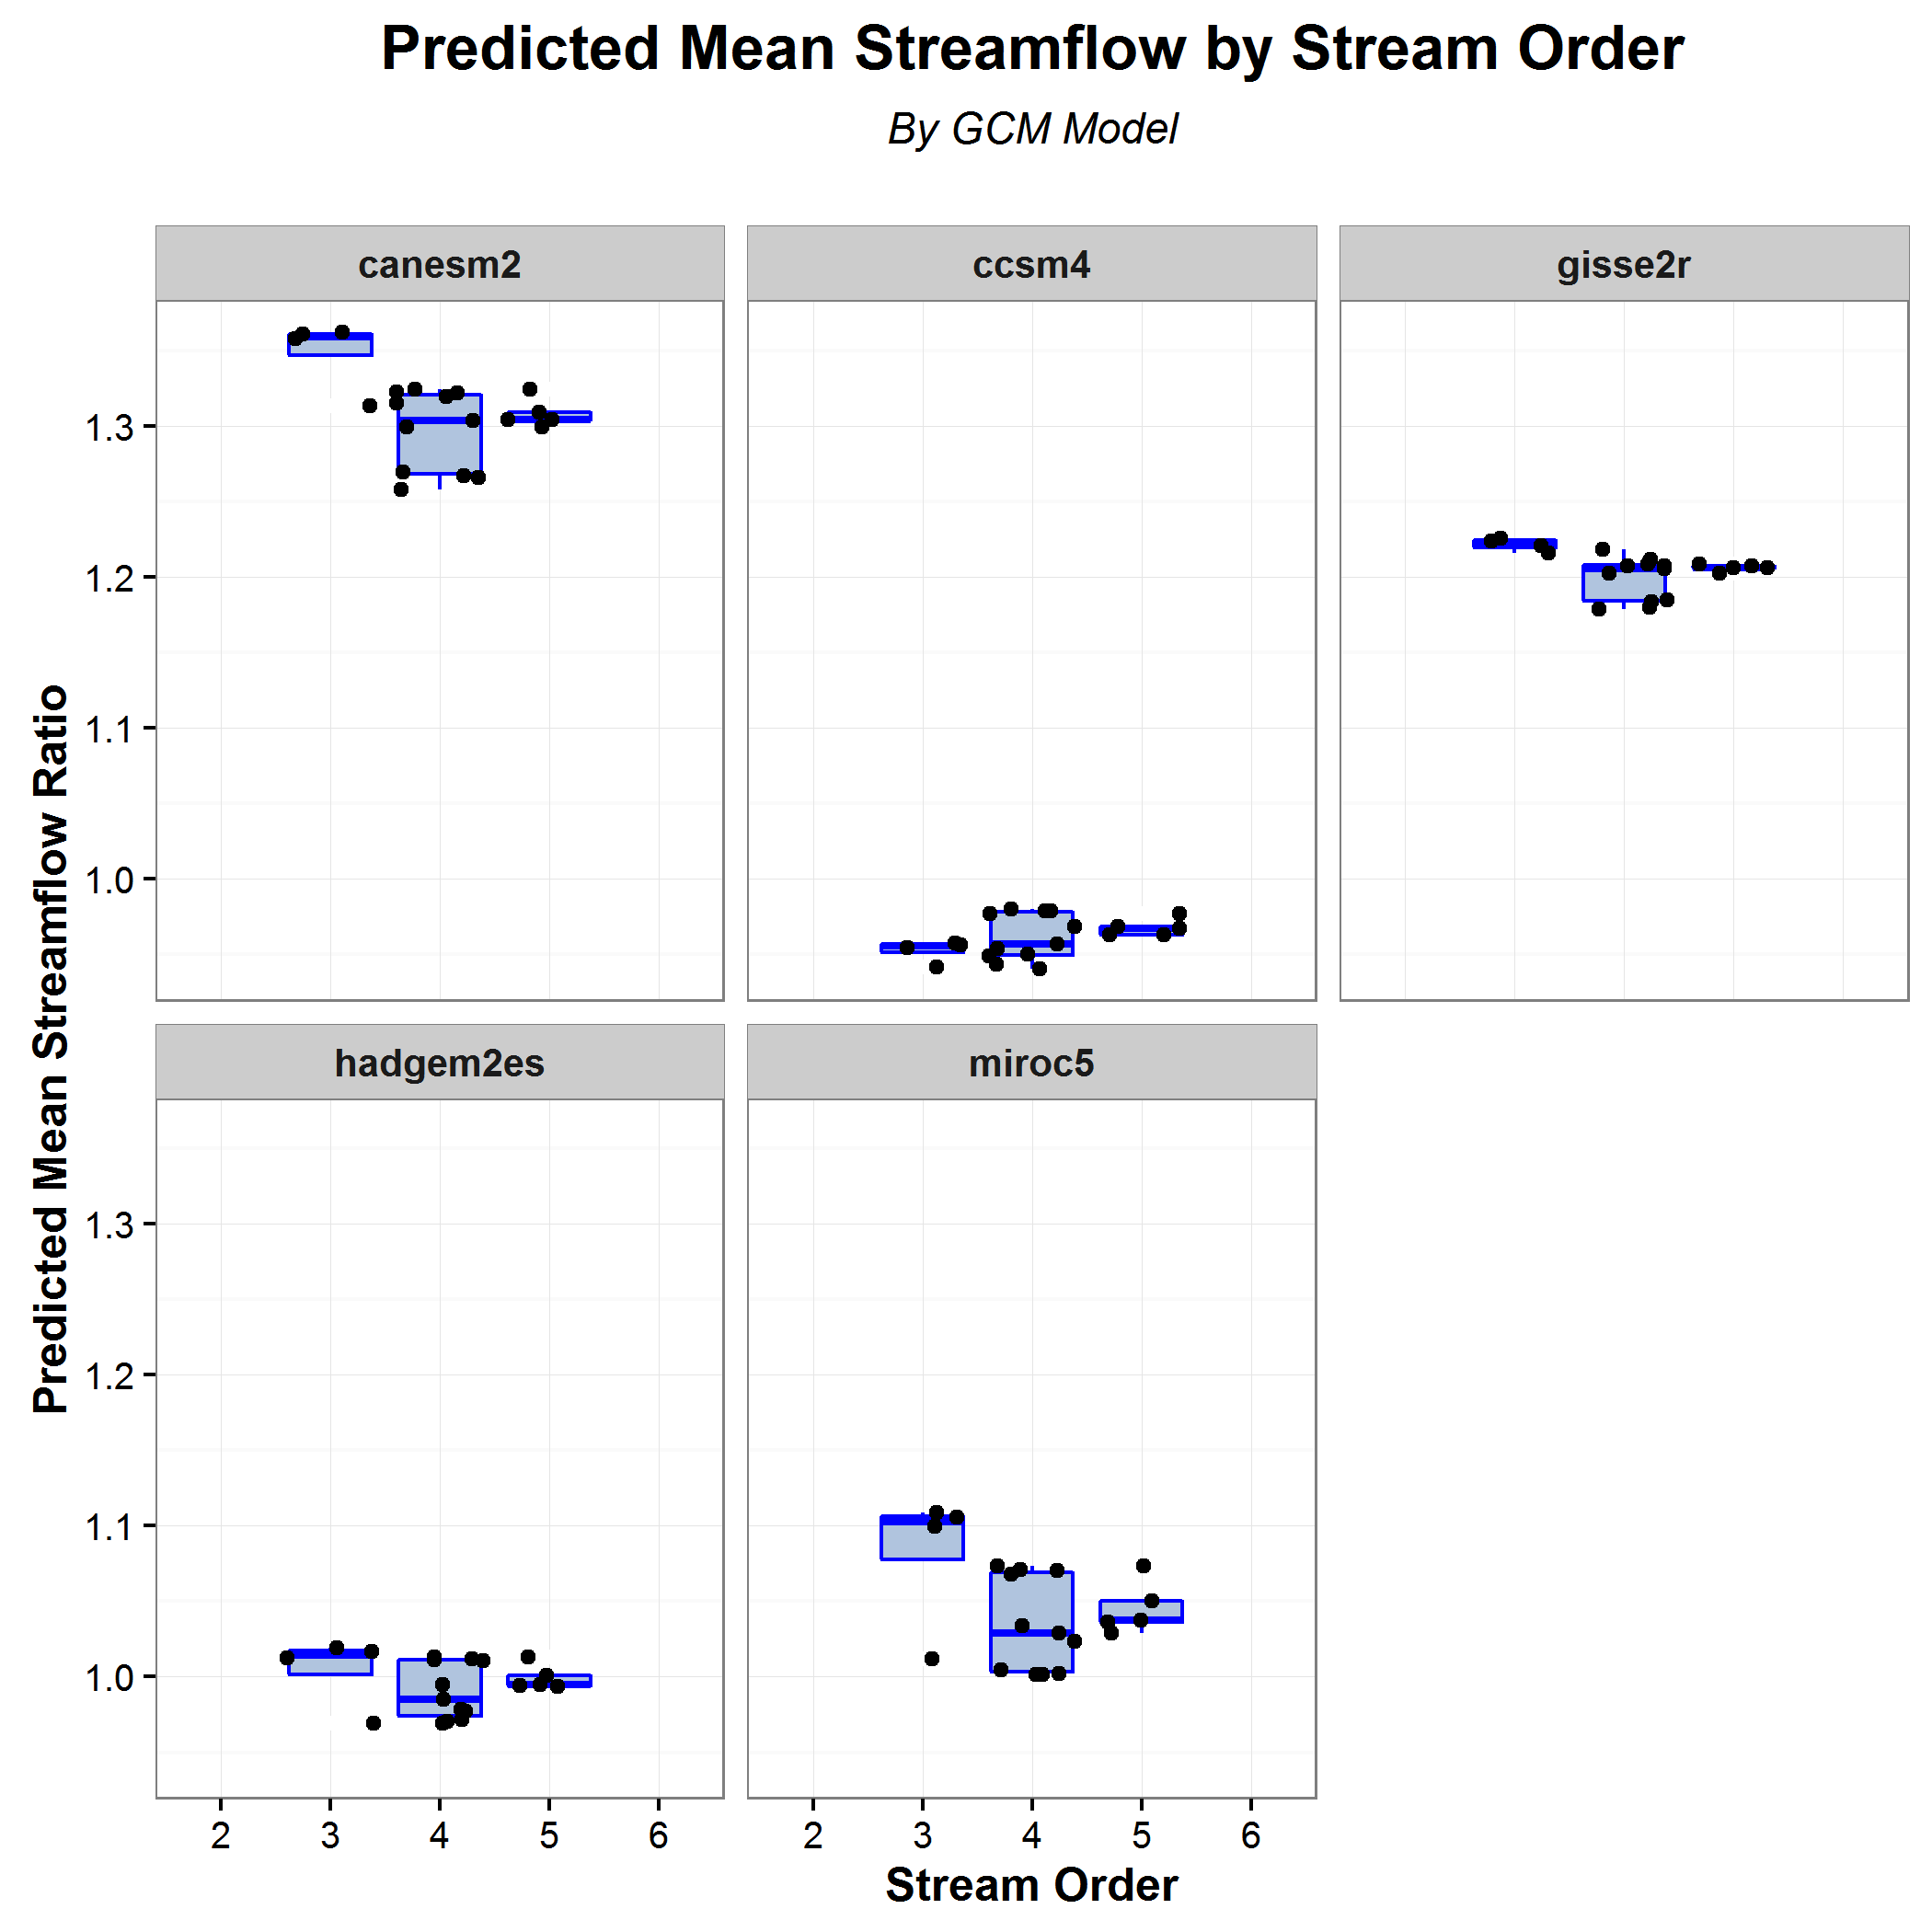 Predicted Mean Streamflow by Stream Order
By GCM Model
canesm2
ccsm4
gisse2r
1.3
1.2
1.1
1.0
Predicted Mean Streamflow Ratio
hadgem2es
miroc5
1.3
1.2
1.1
1.0
2 3 4 5 6
2 3 4 5 6
Stream Order